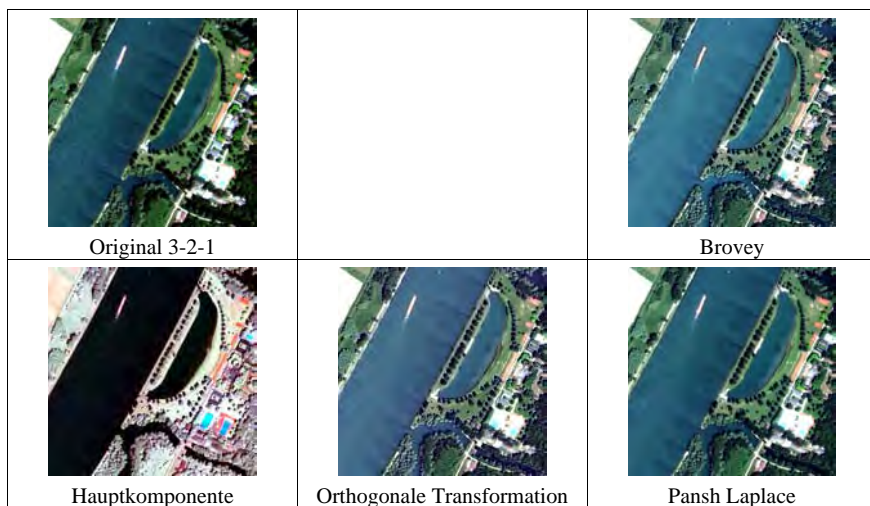 Original 3-2-1
Brovey
Hauptkomponente
Orthogonale Transformation
Pansh Laplace